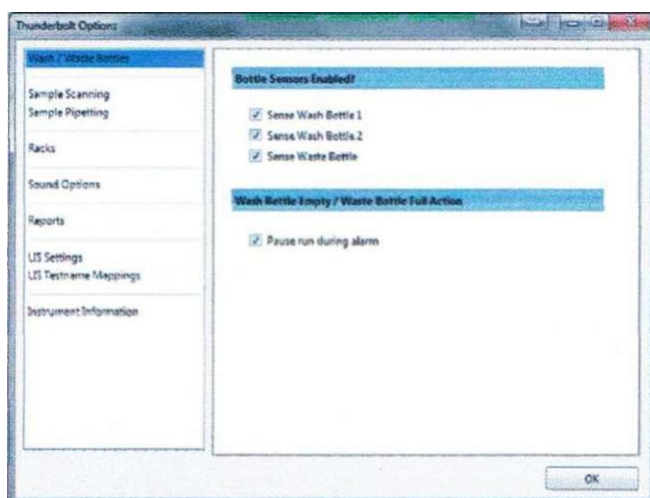 Thunderbolt Options
Wash / Waste Bottles
Sample Scanning
Sample Pipetting
Racks
Sound Options
Reports
LIS Settings
LIS Testname Mappings
Instrument Information
Bottle Sensors Enabled?
Sense Wash Bottle 1
Sense Wash Bottle 2
Sense Waste Bottle
Wash Bottle Empty / Waste Bottle Full Action
Pause run during alarm
OK